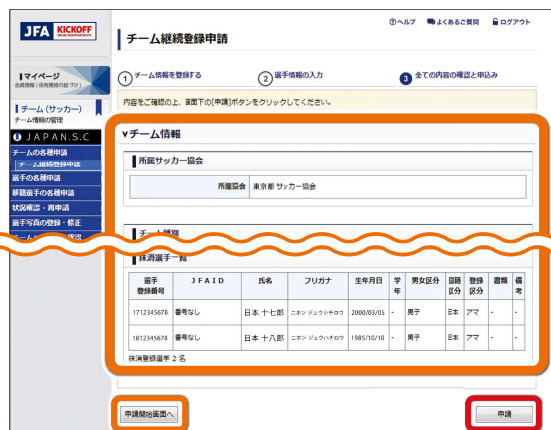 JFA KICKOFF
ヘルプ よくあるご質問 ログアウト
チーム継続登録申請
マイページ
会員情報（保有資格の紐づけ）
チーム（サッカー）
チーム情報の管理
JAPAN.S.C
チームの各種申請
チーム継続登録申請
選手の各種申請
移籍選手の各種申請
状況確認・再申請
選手写真の登録・修正
1 チーム情報を登録する
2 選手情報の入力
3 全ての内容の確認と申込み
内容をご確認の上、画面下の[申請]ボタンをクリックしてください。
チーム情報
所属サッカー協会
所属協会 東京都サッカー協会
チーム種別
抹消選手一覧
選手登録番号 JFAID 氏名 フリガナ 生年月日 学年 男女区分 国籍区分 登録区分 書類 備考
1712345678 番号なし 日本 十七郎 ニホン ジュウシチロウ 2000/03/05 - 男子 日本 アマ - -
1812345678 番号なし 日本 十八郎 ニホン ジュウハチロウ 1985/10/10 - 男子 日本 アマ - -
抹消登録選手 2 名
申請開始画面へ
申請